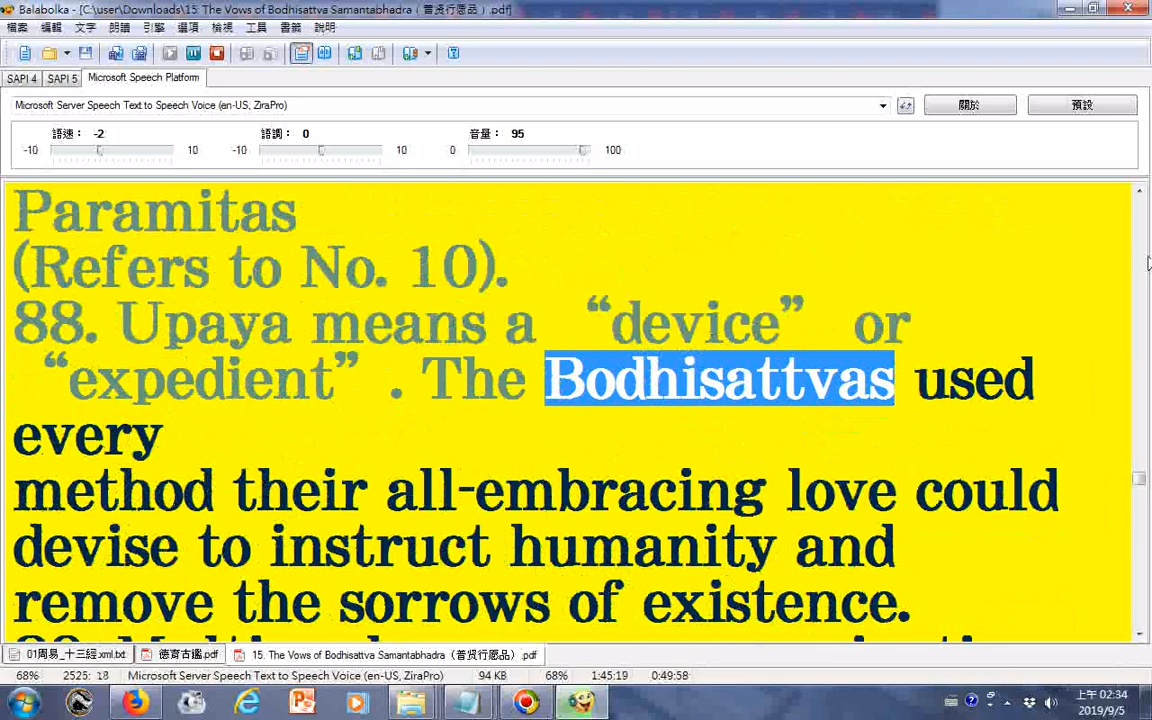 Balabolka - [C:\user\Downloads\15. The Vows of Bodhisattva Samantabhadra (普贤行愿品）.pdf]
檔案 編輯 文字 朗讀 引擎 選項 檢視 工具 書籤 說明
SAPI 4 SAPI 5 Microsoft Speech Platform
Microsoft Server Speech Text to Speech Voice (en-US, ZiraPro) 關於 預設
語速： -2 語調： 0 音量： 95
-10 10 -10 10 0 100
Paramitas
(Refers to No. 10).
88. Upaya means a “device” or
“expedient”. The Bodhisattvas used
every
method their all-embracing love could
devise to instruct humanity and
remove the sorrows of existence.
01周易_十三經.xml.txt 德育古鑑.pdf 15. The Vows of Bodhisattva Samantabhadra（普贤行愿品）.pdf
68% 2525: 18 Microsoft Server Speech Text to Speech Voice (en-US, ZiraPro) 94 KB 68% 1:45:19 0:49:58
上午 02:34
2019/9/5